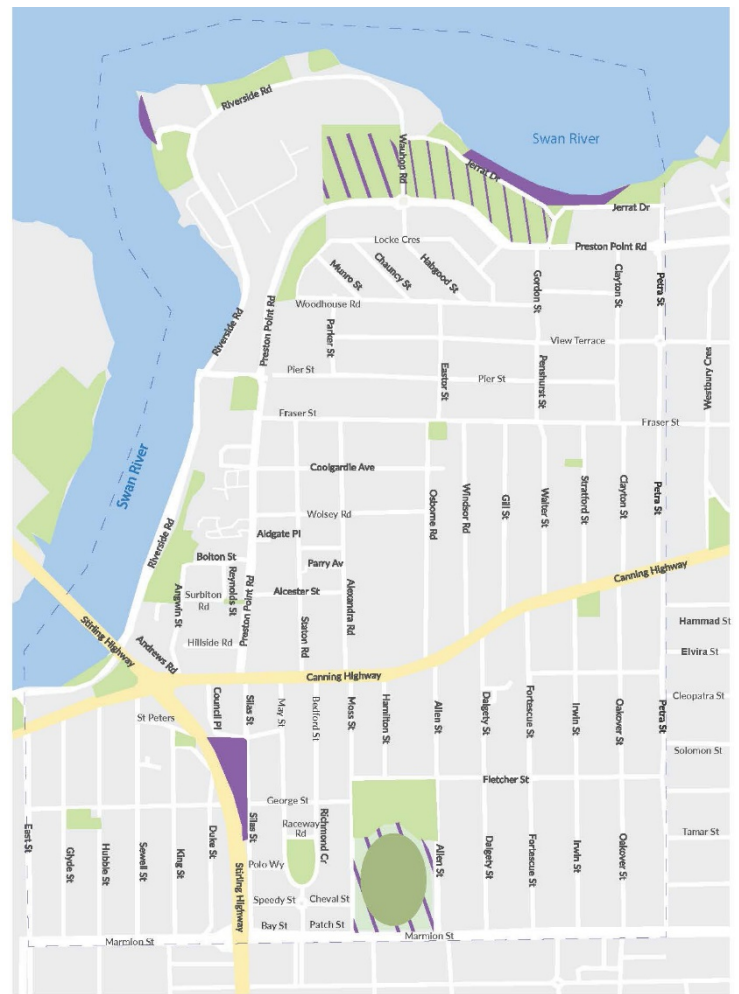 Riverside Rd
Swan River
Wauhop Rd
Jerrat Dr
Jerrat Dr
Preston Point Rd
Locke Cres
Munro St
Chauncy St
Habgood St
Gordon St
Clayton St
Petra St
Woodhouse Rd
Riverside Rd
Preston Point Rd
Parker St
View Terrace
Pier St
Easton St
Pier St
Penshurst St
Westbury Cres
Fraser St
Fraser St
Swan River
Coolgardie Ave
Osborne Rd
Windsor Rd
Gill St
Walter St
Stratford St
Clayton St
Petra St
Wolsey Rd
Riverside Rd
Aidgate Pl
Bolton St
Parry Av
Angwin St
Surbiton
Rd
Reynolds St
Preston Point Rd
Alcester St
Alexandra Rd
Staton Rd
Canning Highway
Stirling Highway
Andrews Rd
Hillside Rd
Canning Highway
Hammad St
Elvira St
Cleopatra St
Solomon St
Tamar St
St Peters
Council Pl
Silas St
May St
Bedford St
Moss St
Hamilton St
Allen St
Dalgety St
Fortescue St
Irwin St
Oakover St
Petra St
Fletcher St
George St
Raceway
Rd
Richmond Cr
Silas St
East St
Glyde St
Hubble St
Sewell St
King St
Duke St
Stirling Highway
Polo Wy
Speedy St
Cheval St
Bay St
Patch St
Allen St
Dalgety St
Fortescue St
Irwin St
Oakover St
Marmion St
Marmion St